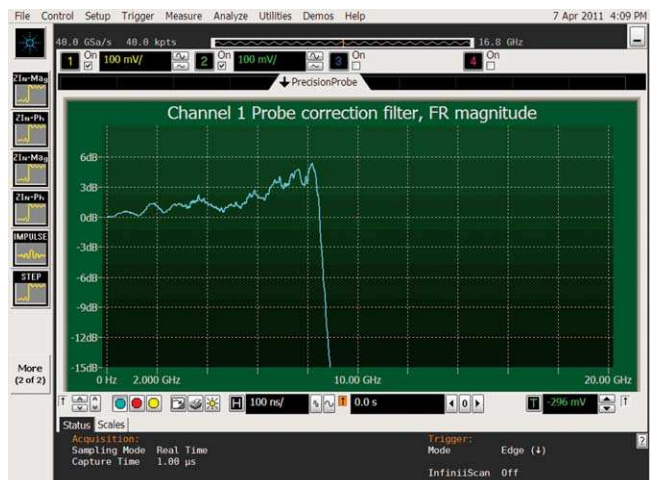 File Control Setup Trigger Measure Analyze Utilities Demos Help 7 Apr 2011 4:09 PM
40.0 GSa/s 40.0 kpts 16.8 GHz
1 On 100 mV/ 2 On 100 mV/ 3 On 4 On
PrecisionProbe
ZIN-Mag
ZIN-Ph
ZIN-Mag
ZIN-Ph
IMPULSE
STEP
More
(2 of 2)
Channel 1 Probe correction filter, FR magnitude
6dB
3dB
0dB
-3dB
-6dB
-9dB
-12dB
-15dB
0 Hz 2.000 GHz 10.00 GHz 20.00 GHz
H 100 ns/ 0.0 s 0 T -296 mV
Status Scales
Acquisition:
Sampling Mode Real Time
Capture Time 1.00 µs
Trigger:
Mode Edge (↓)
InfiniiScan Off
?